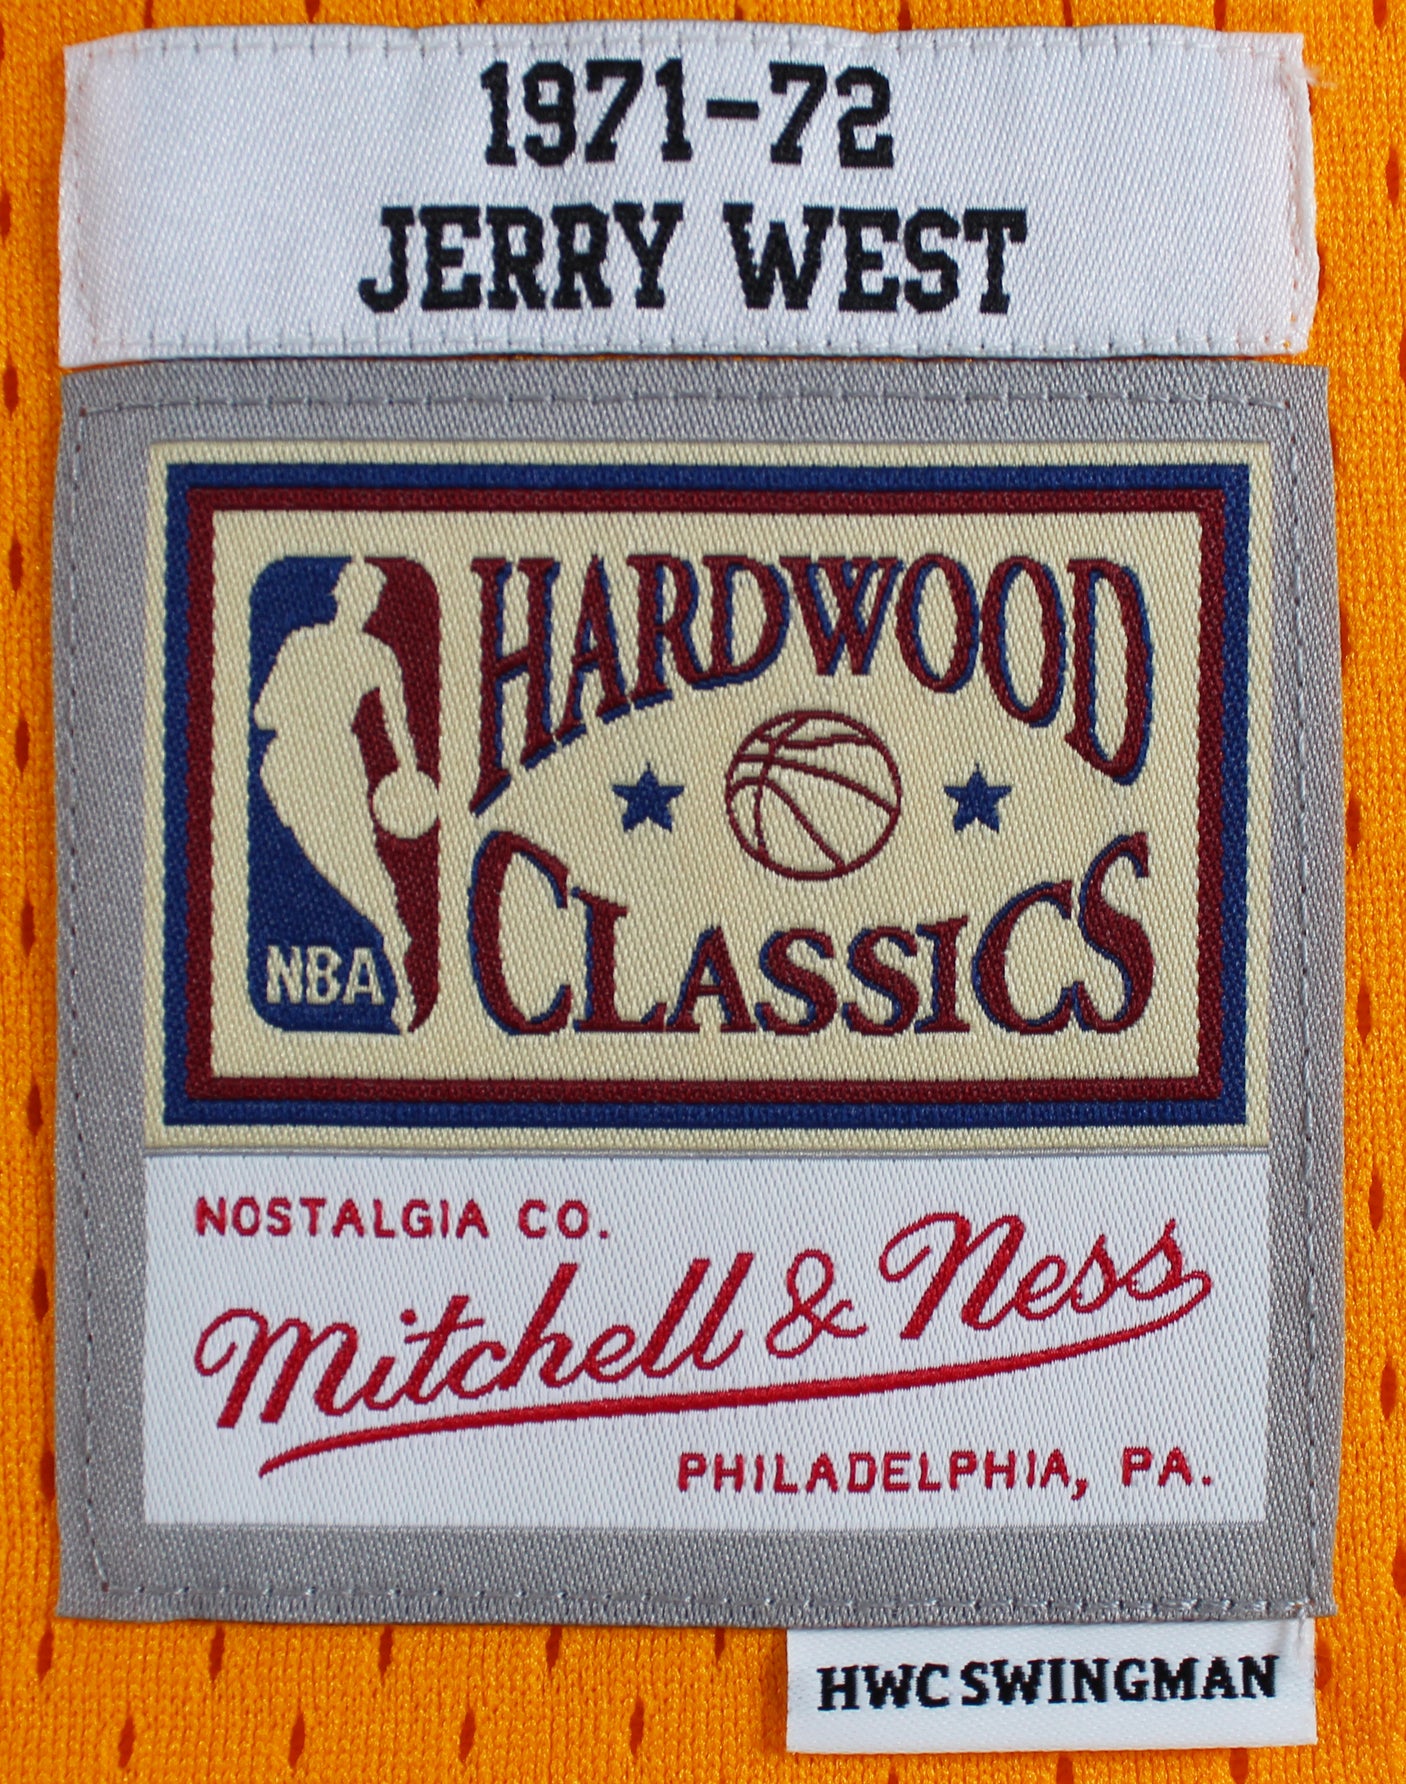 1971-72
JERRY WEST
HARDWOOD
CLASSICS
NBA
NOSTALGIA CO.
Mitchell & Ness
PHILADELPHIA, PA.
HWC SWINGMAN